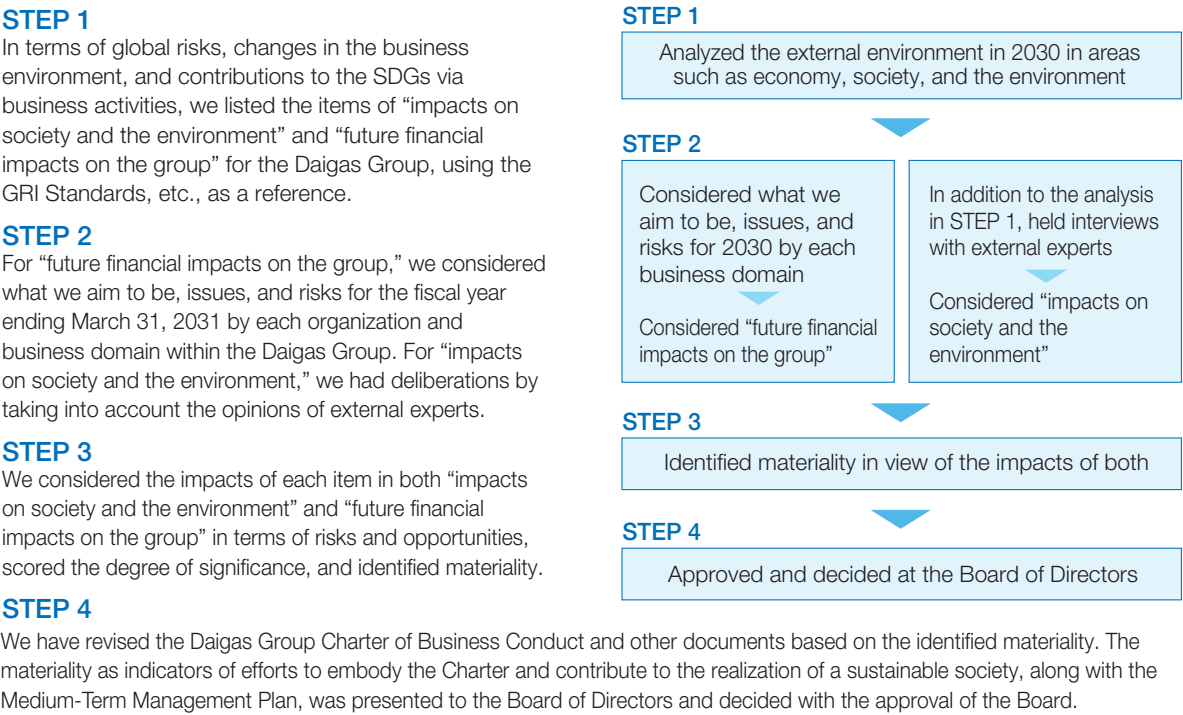 STEP 1
In terms of global risks, changes in the business
environment, and contributions to the SDGs via
business activities, we listed the items of “impacts on
society and the environment” and “future financial
impacts on the group” for the Daigas Group, using the
GRI Standards, etc., as a reference.
STEP 2
For “future financial impacts on the group,” we considered
what we aim to be, issues, and risks for the fiscal year
ending March 31, 2031 by each organization and
business domain within the Daigas Group. For “impacts
on society and the environment,” we had deliberations by
taking into account the opinions of external experts.
STEP 3
We considered the impacts of each item in both “impacts
on society and the environment” and “future financial
impacts on the group” in terms of risks and opportunities,
scored the degree of significance, and identified materiality.
STEP 4
We have revised the Daigas Group Charter of Business Conduct and other documents based on the identified materiality. The
materiality as indicators of efforts to embody the Charter and contribute to the realization of a sustainable society, along with the
Medium-Term Management Plan, was presented to the Board of Directors and decided with the approval of the Board.
STEP 1
Analyzed the external environment in 2030 in areas
such as economy, society, and the environment
STEP 2
Considered what we
aim to be, issues, and
risks for 2030 by each
business domain
Considered “future financial
impacts on the group”
In addition to the analysis
in STEP 1, held interviews
with external experts
Considered “impacts on
society and the
environment”
STEP 3
Identified materiality in view of the impacts of both
STEP 4
Approved and decided at the Board of Directors